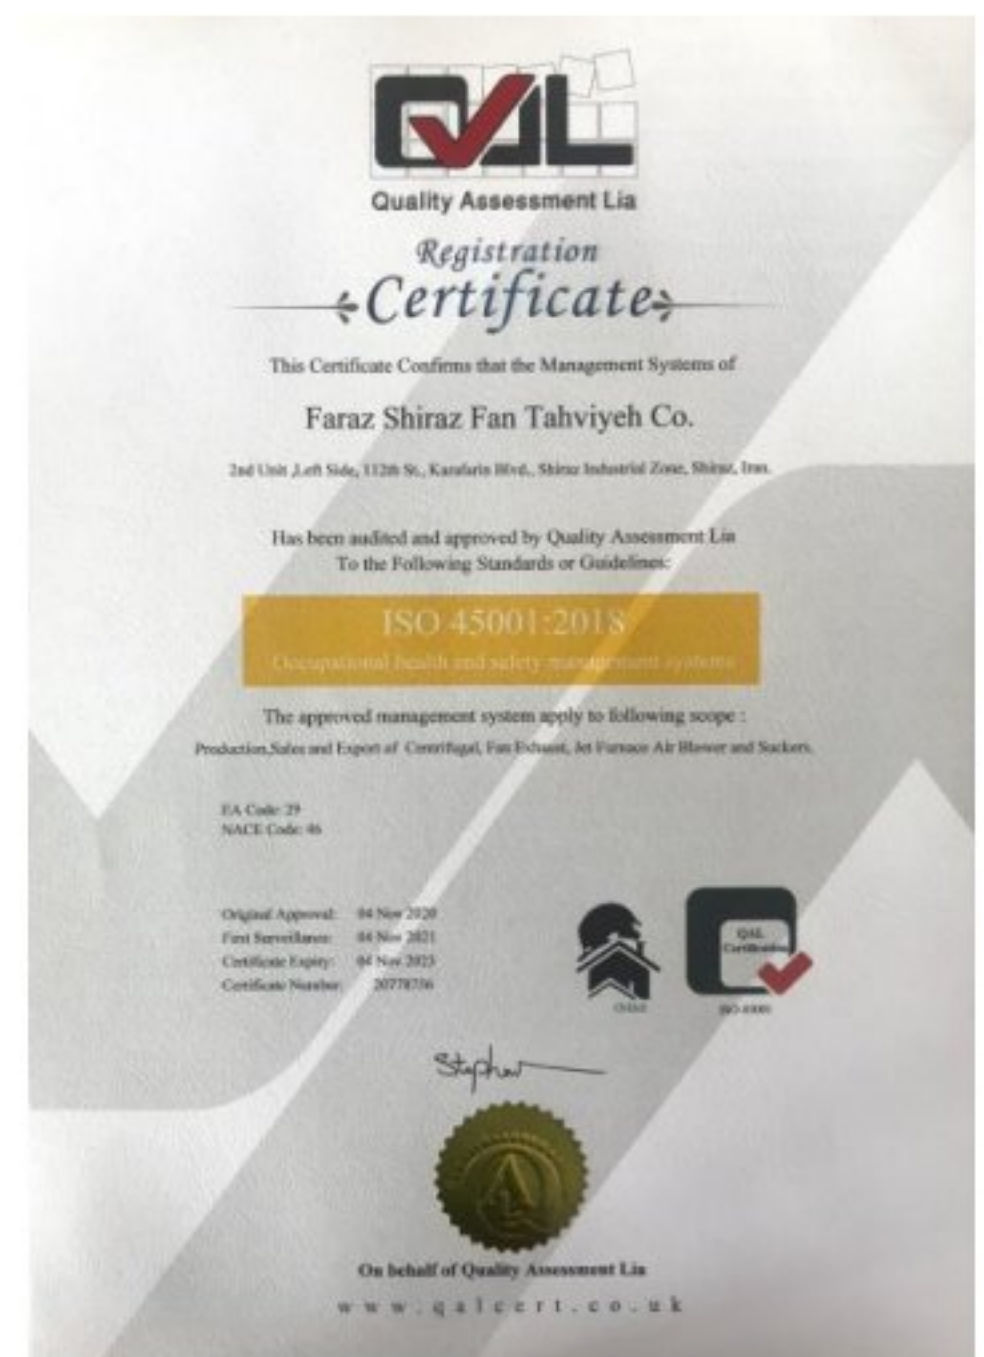 QAL
Quality Assessment Lia
Registration
Certificate
This Certificate Confirms that the Management Systems of
Faraz Shiraz Fan Tahviyeh Co.
2nd Unit ,Left Side, 112th St., Karafarin Blvd., Shiraz Industrial Zone, Shiraz, Iran.
Has been audited and approved by Quality Assessment Lia
To the Following Standards or Guidelines:
ISO 45001:2018
Occupational health and safety management systems
The approved management system apply to following scope :
Production,Sales and Export of Centrifugal, Fan Exhaust, Jet Furnace Air Blower and Suckers.
EA Code: 29
NACE Code: 46
Original Approval: 04 Nov 2020
First Surveillance: 04 Nov 2021
Certificate Expiry: 04 Nov 2023
Certificate Number: 20778736
QAL
Certification
OH&S
ISO 45001
Stephen
On behalf of Quality Assessment Lia
www.qalcert.co.uk